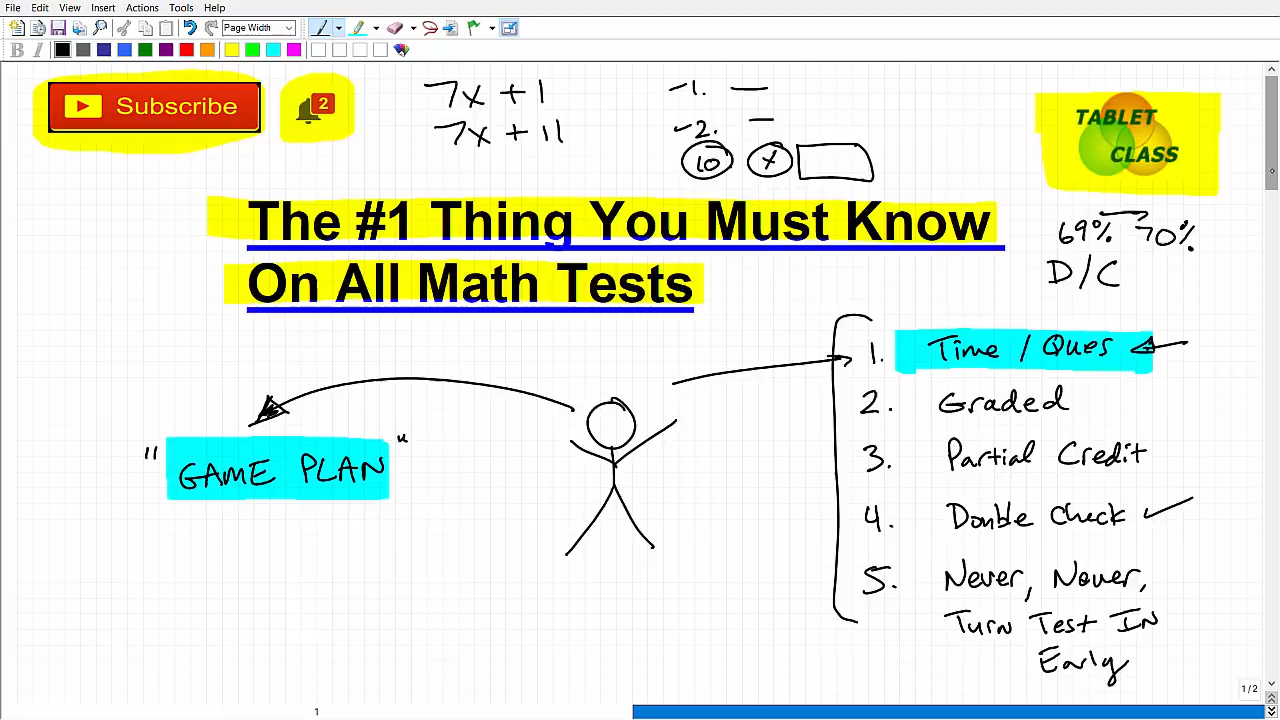 File Edit View Insert Actions Tools Help
Page Width
B I
Subscribe
2
7x + 1
7x + 11
1.
2.
10
+
TABLET
CLASS
69% 70%
D/C
The #1 Thing You Must Know
On All Math Tests
"GAME PLAN"
1. Time / Ques
2. Graded
3. Partial Credit
4. Double Check ✓
5. Never, Never,
Turn Test In
Early
1
1/2